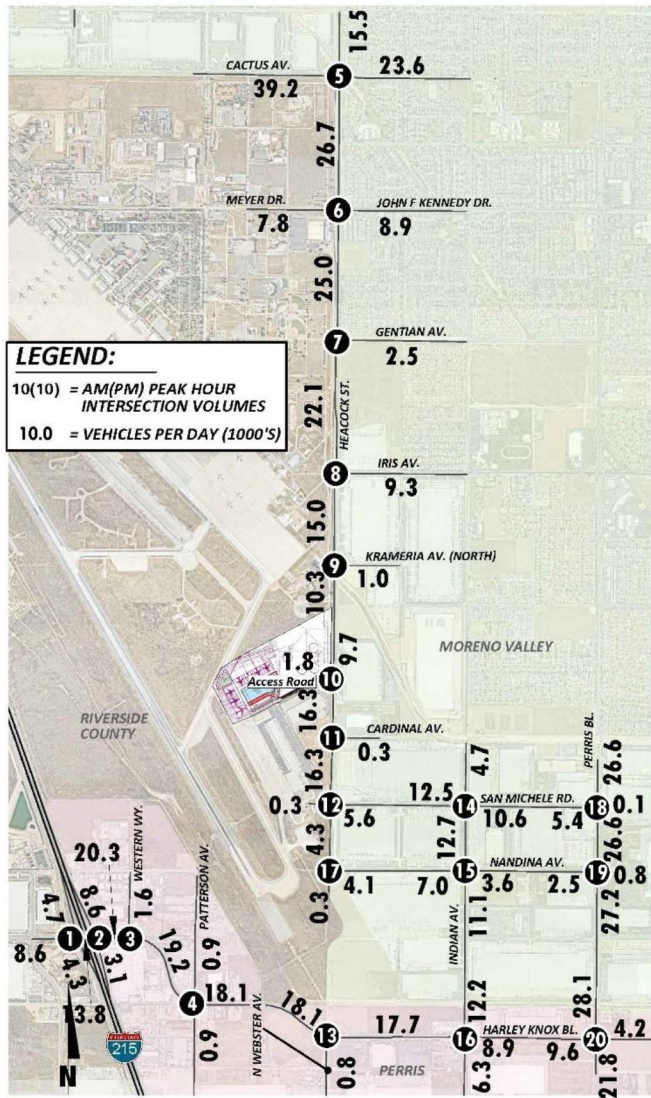 15.5
CACTUS AV.
5
23.6
39.2
26.7
MEYER DR.
6
JOHN F KENNEDY DR.
7.8
8.9
25.0
7
GENTIAN AV.
2.5
LEGEND:
10(10) = AM(PM) PEAK HOUR
INTERSECTION VOLUMES
10.0 = VEHICLES PER DAY (1000'S)
22.1
HEACOCK ST.
8
IRIS AV.
9.3
15.0
9
KRAMERIA AV. (NORTH)
1.0
10.3
9.7
MORENO VALLEY
1.8
Access Road
10
16.3
RIVERSIDE
COUNTY
11
CARDINAL AV.
0.3
4.7
PERRIS BL.
26.6
16.3
0.3
12
12.5
14
SAN MICHELE RD.
18
0.1
5.6
10.6
5.4
4.3
12.7
26.6
17
15
NANDINA AV.
19
0.8
4.1
7.0
3.6
2.5
0.3
INDIAN AV.
11.1
27.2
20.3
WESTERN WY.
1.6
PATTERSON AV.
0.9
4.7
8.6
1
2
3
8.6
4.3
3.1
19.2
13.8
4
18.1
0.9
N WEBSTER AV.
18.1
12.2
28.1
13
17.7
16
HARLEY KNOX BL.
20
4.2
8.9
9.6
0.8
6.3
21.8
PERRIS
INTERSTATE
215
N